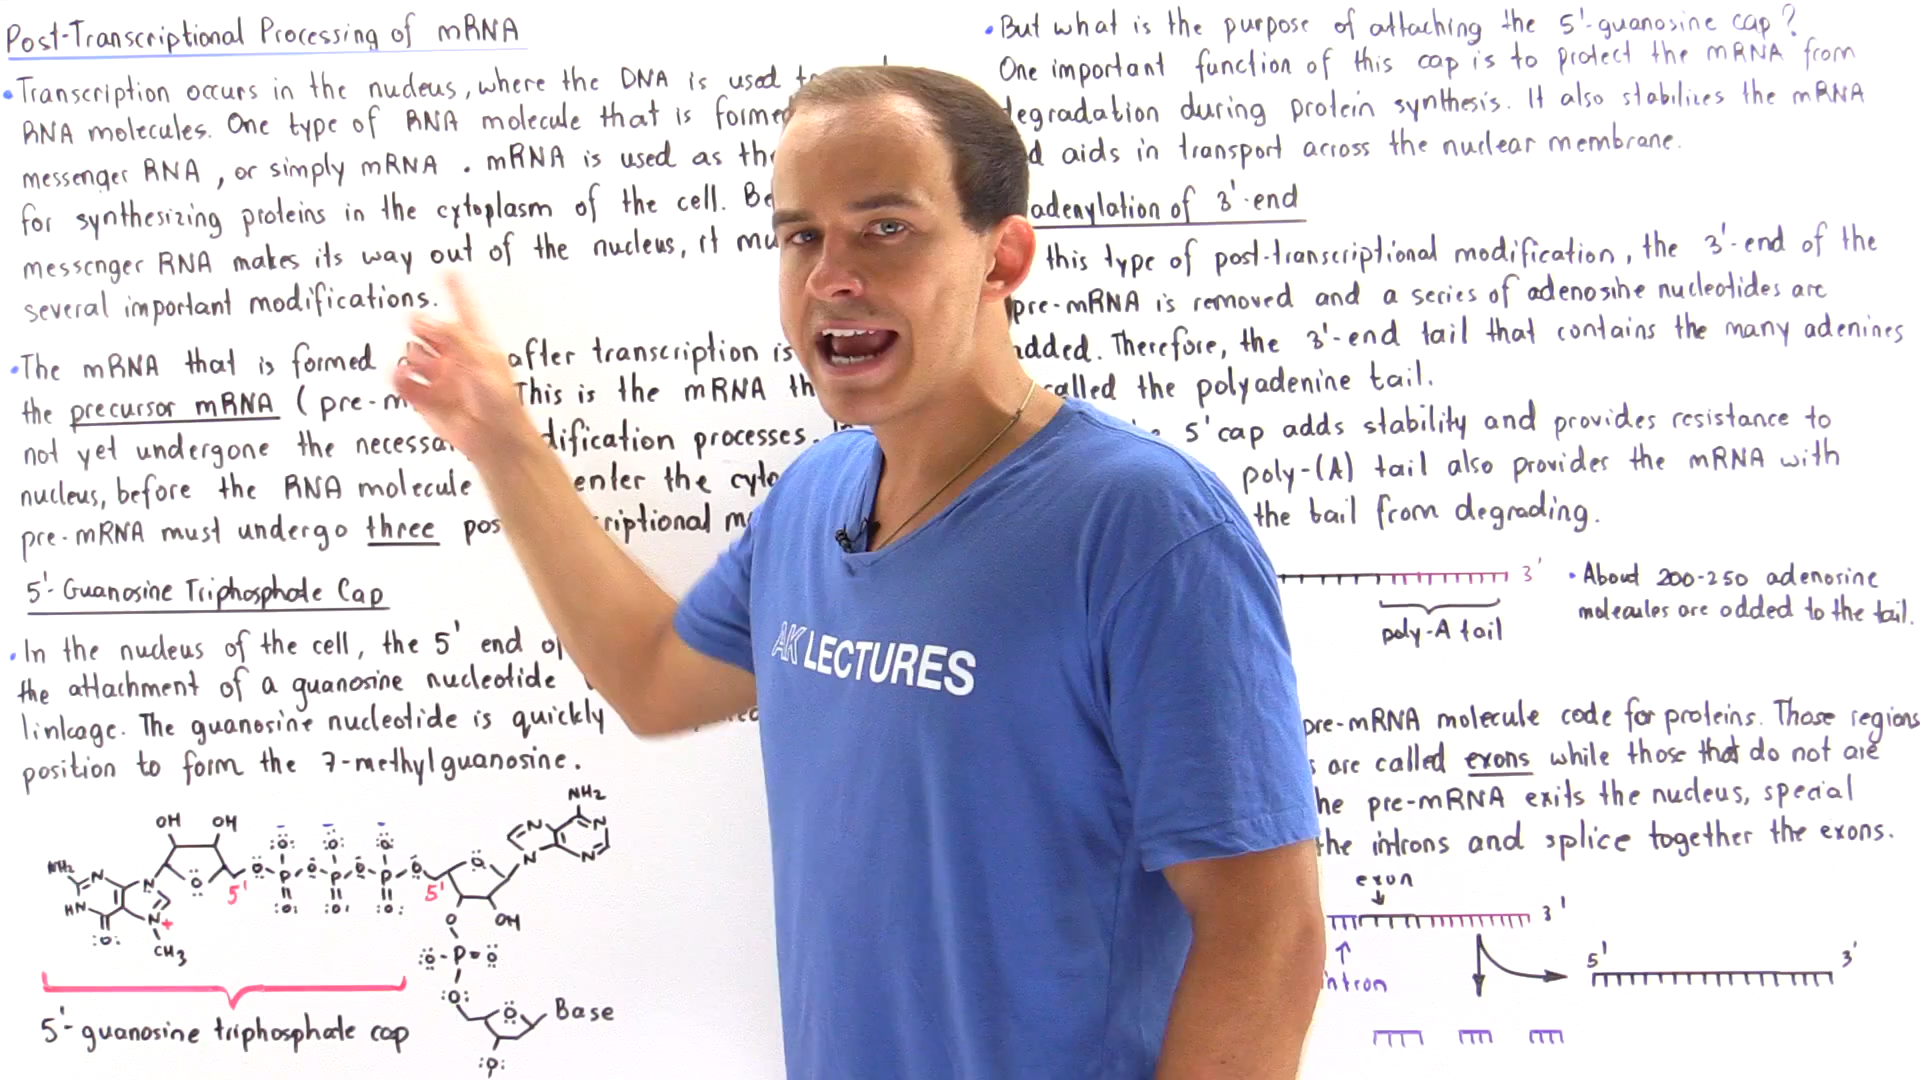 Post-Transcriptional Processing of mRNA
• Transcription occurs in the nucleus, where the DNA is used
RNA molecules. One type of RNA molecule that is formed
messenger RNA, or simply mRNA. mRNA is used as the
for synthesizing proteins in the cytoplasm of the cell.
messenger RNA makes its way out of the nucleus, it
several important modifications.
• The mRNA that is formed after transcription is
the precursor mRNA ( This is the mRNA
not yet undergone the modification processes.
nucleus, before the RNA molecule enter the
pre-mRNA must undergo three
5'-Guanosine Triphosphate Cap
• In the nucleus of the cell, the 5' end
the attachment of a guanosine nucleotide
linkage. The guanosine nucleotide is quickly
position to form the 7-methylguanosine.
NH2
N
N
N
N
OH OH
NH2
N
HN
N
N
+
CH3
:O:
5'
O P O P O P O
:O: :O: :O:
5'
O
O
OH
O-P=O
:O:
O
Base
:O:
5'-guanosine triphosphate cap
AK LECTURES
• But what is the purpose of attaching the 5'-guanosine cap?
One important function of this cap is to protect the mRNA from
degradation during protein synthesis. It also stabilizes the mRNA
aids in transport across the nuclear membrane.
adenylation of 3'-end
this type of post-transcriptional modification, the 3'-end of the
pre-mRNA is removed and a series of adenosine nucleotides are
added. Therefore, the 3'-end tail that contains the many adenines
called the polyadenine tail.
5' cap adds stability and provides resistance to
poly-(A) tail also provides the mRNA with
the tail from degrading.
3'
poly-A tail
• About 200-250 adenosine
molecules are added to the tail.
pre-mRNA molecule code for proteins. Those regions
are called exons while those that do not are
the pre-mRNA exits the nucleus, special
the introns and splice together the exons.
exon
3'
intron
5' 3'